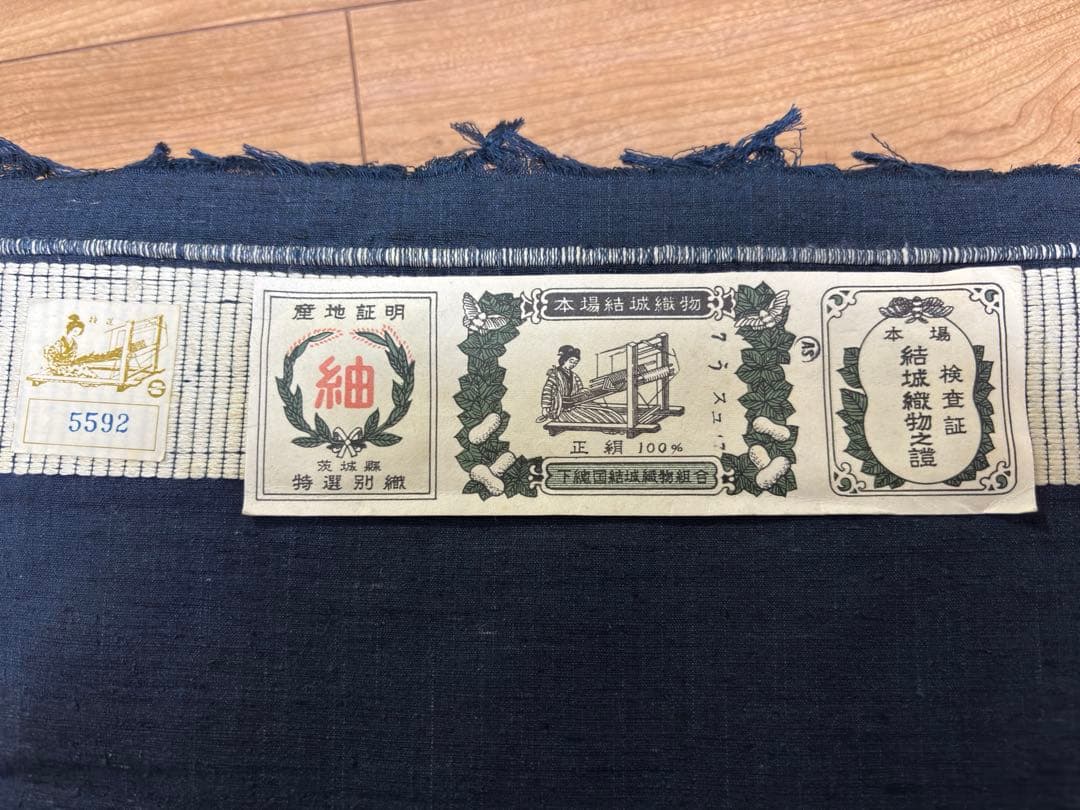 特選
5592
産地証明
紬
茨城縣
特選別織
本場結城織物
正絹 100%
下總国結城織物組合
本場
結城織物之證
検査証